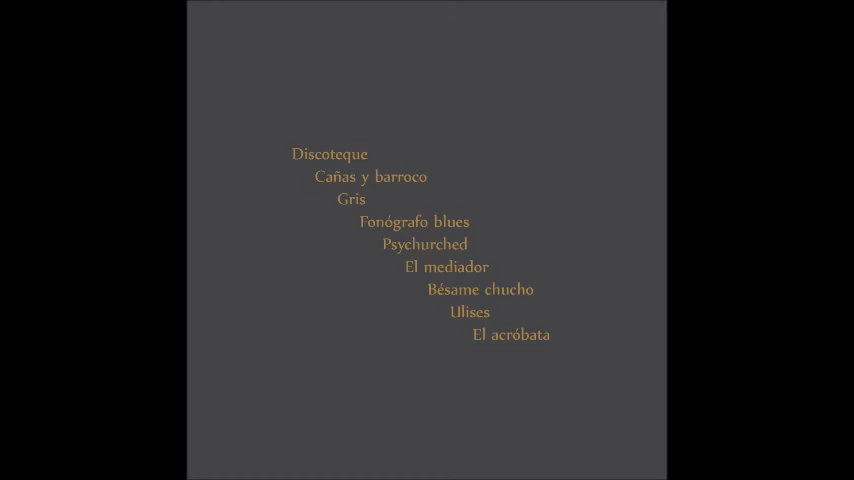 Discoteque
Cañas y barroco
Gris
Fonógrafo blues
Psychurched
El mediador
Bésame chucho
Ulises
El acróbata